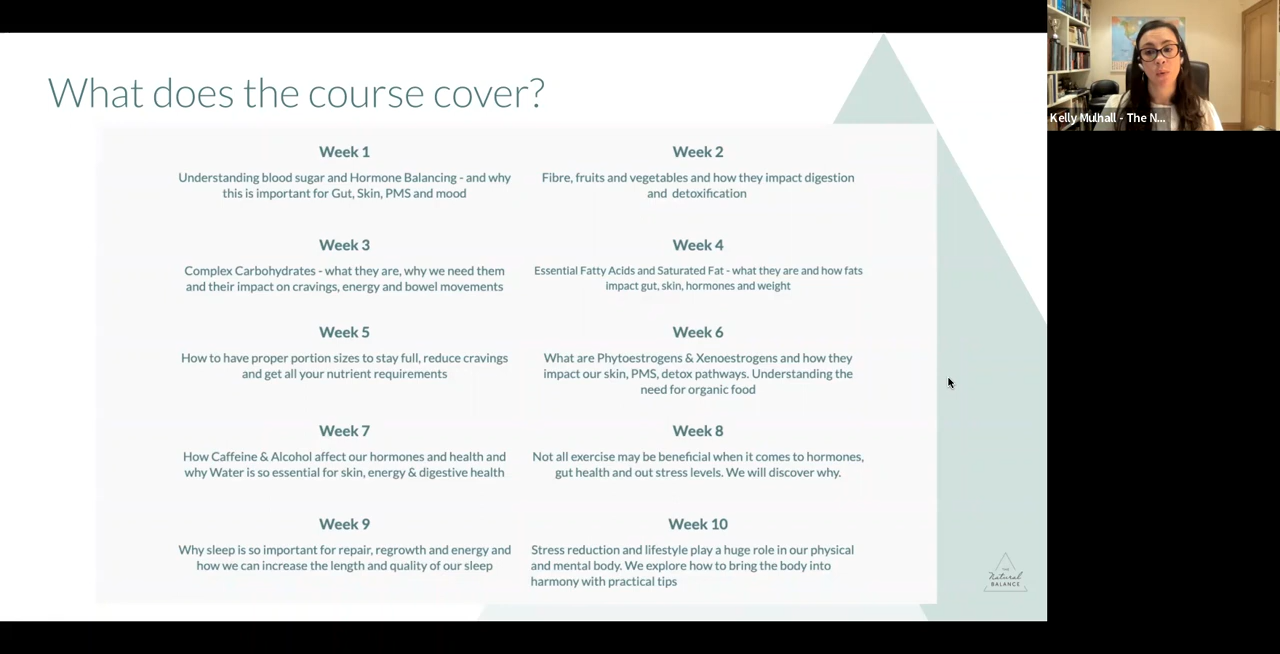 What does the course cover?
Week 1
Understanding blood sugar and Hormone Balancing - and why
this is important for Gut, Skin, PMS and mood
Week 2
Fibre, fruits and vegetables and how they impact digestion
and detoxification
Week 3
Complex Carbohydrates - what they are, why we need them
and their impact on cravings, energy and bowel movements
Week 4
Essential Fatty Acids and Saturated Fat - what they are and how fats
impact gut, skin, hormones and weight
Week 5
How to have proper portion sizes to stay full, reduce cravings
and get all your nutrient requirements
Week 6
What are Phytoestrogens & Xenoestrogens and how they
impact our skin, PMS, detox pathways. Understanding the
need for organic food
Week 7
How Caffeine & Alcohol affect our hormones and health and
why Water is so essential for skin, energy & digestive health
Week 8
Not all exercise may be beneficial when it comes to hormones,
gut health and out stress levels. We will discover why.
Week 9
Why sleep is so important for repair, regrowth and energy and
how we can increase the length and quality of our sleep
Week 10
Stress reduction and lifestyle play a huge role in our physical
and mental body. We explore how to bring the body into
harmony with practical tips
THE
Natural
BALANCE
Kelly Mulhall - The N...